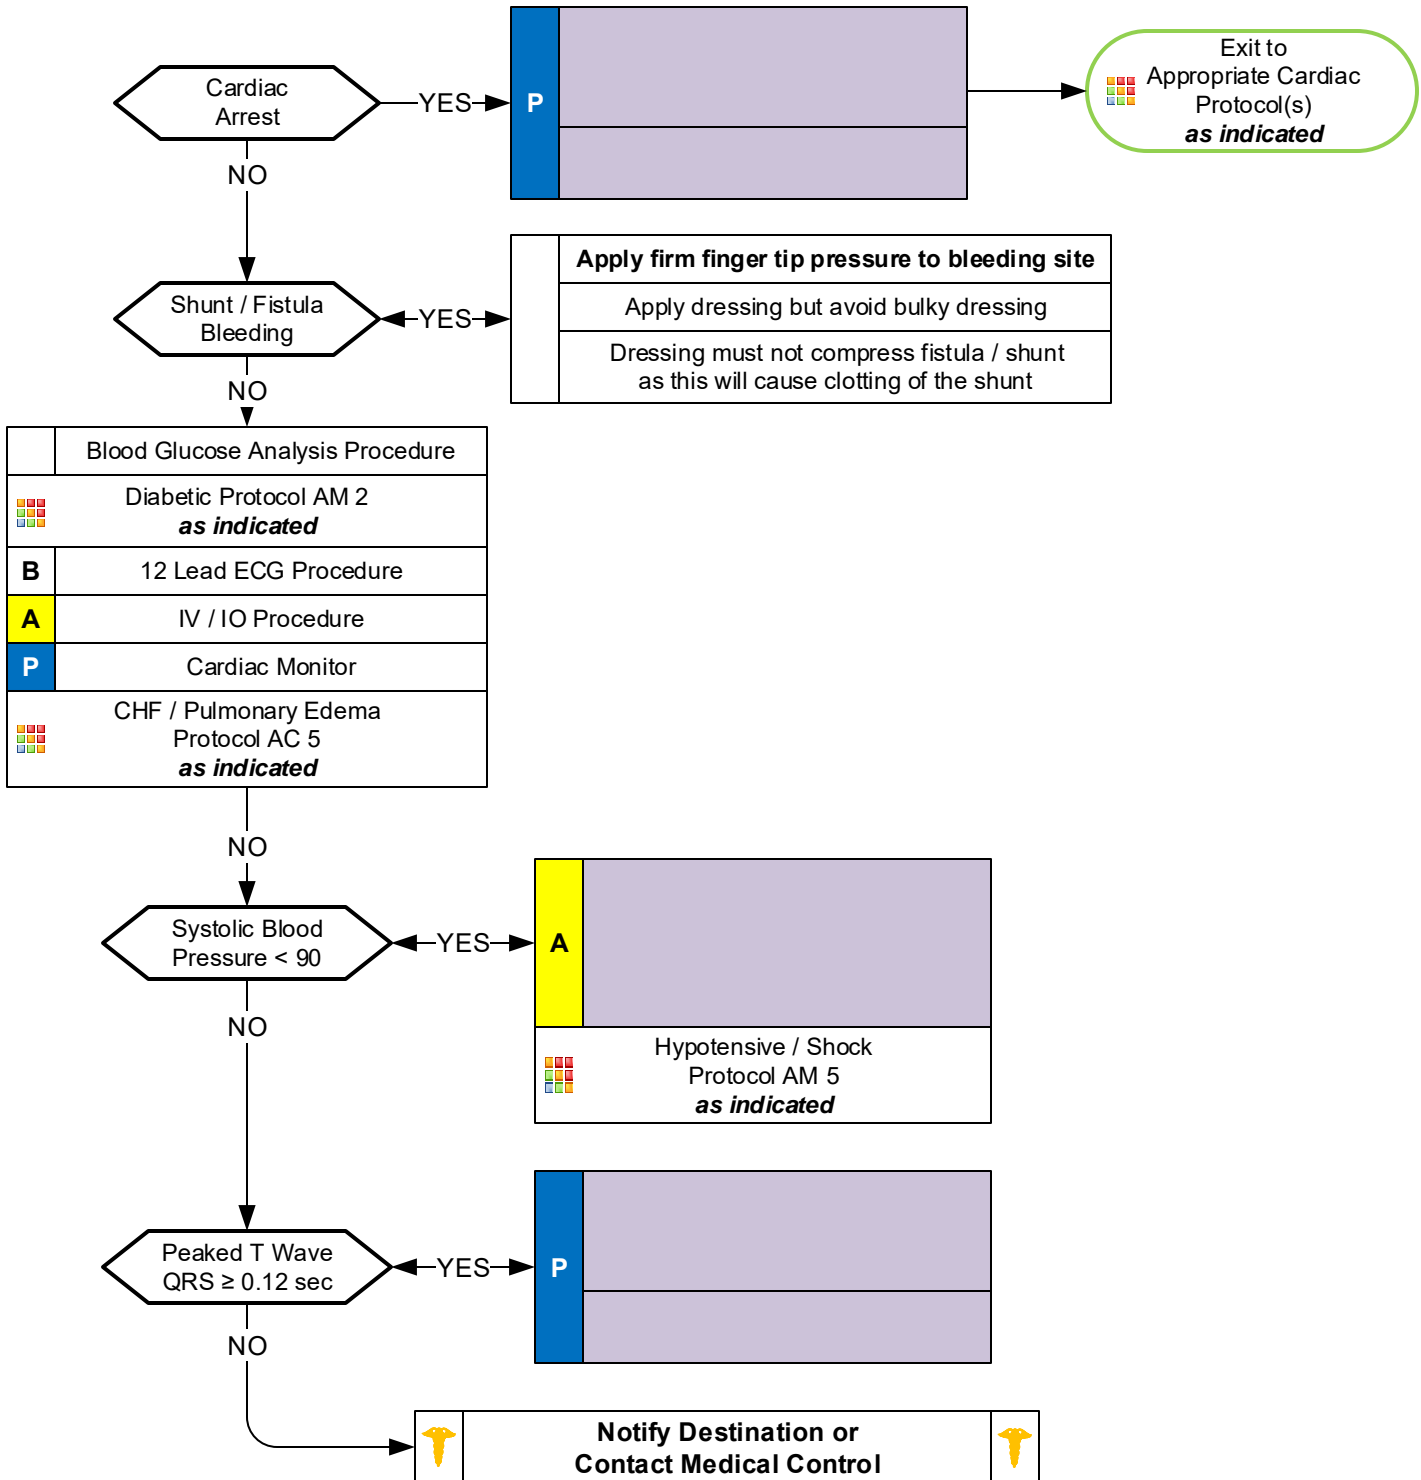 Cardiac
Arrest
YES
P
Exit to
Appropriate Cardiac
Protocol(s)
as indicated
NO
Shunt / Fistula
Bleeding
YES
Apply firm finger tip pressure to bleeding site
Apply dressing but avoid bulky dressing
Dressing must not compress fistula / shunt
as this will cause clotting of the shunt
NO
Blood Glucose Analysis Procedure
Diabetic Protocol AM 2
as indicated
B
12 Lead ECG Procedure
A
IV / IO Procedure
P
Cardiac Monitor
CHF / Pulmonary Edema
Protocol AC 5
as indicated
NO
Systolic Blood
Pressure < 90
YES
A
Hypotensive / Shock
Protocol AM 5
as indicated
NO
Peaked T Wave
QRS ≥ 0.12 sec
YES
P
NO
Notify Destination or
Contact Medical Control